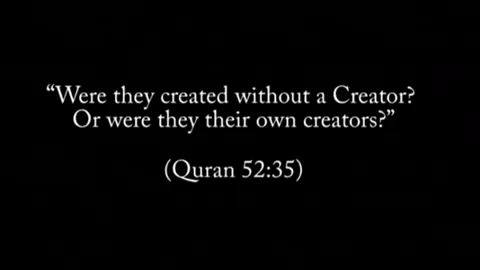 “Were they created without a Creator?
Or were they their own creators?”
(Quran 52:35)